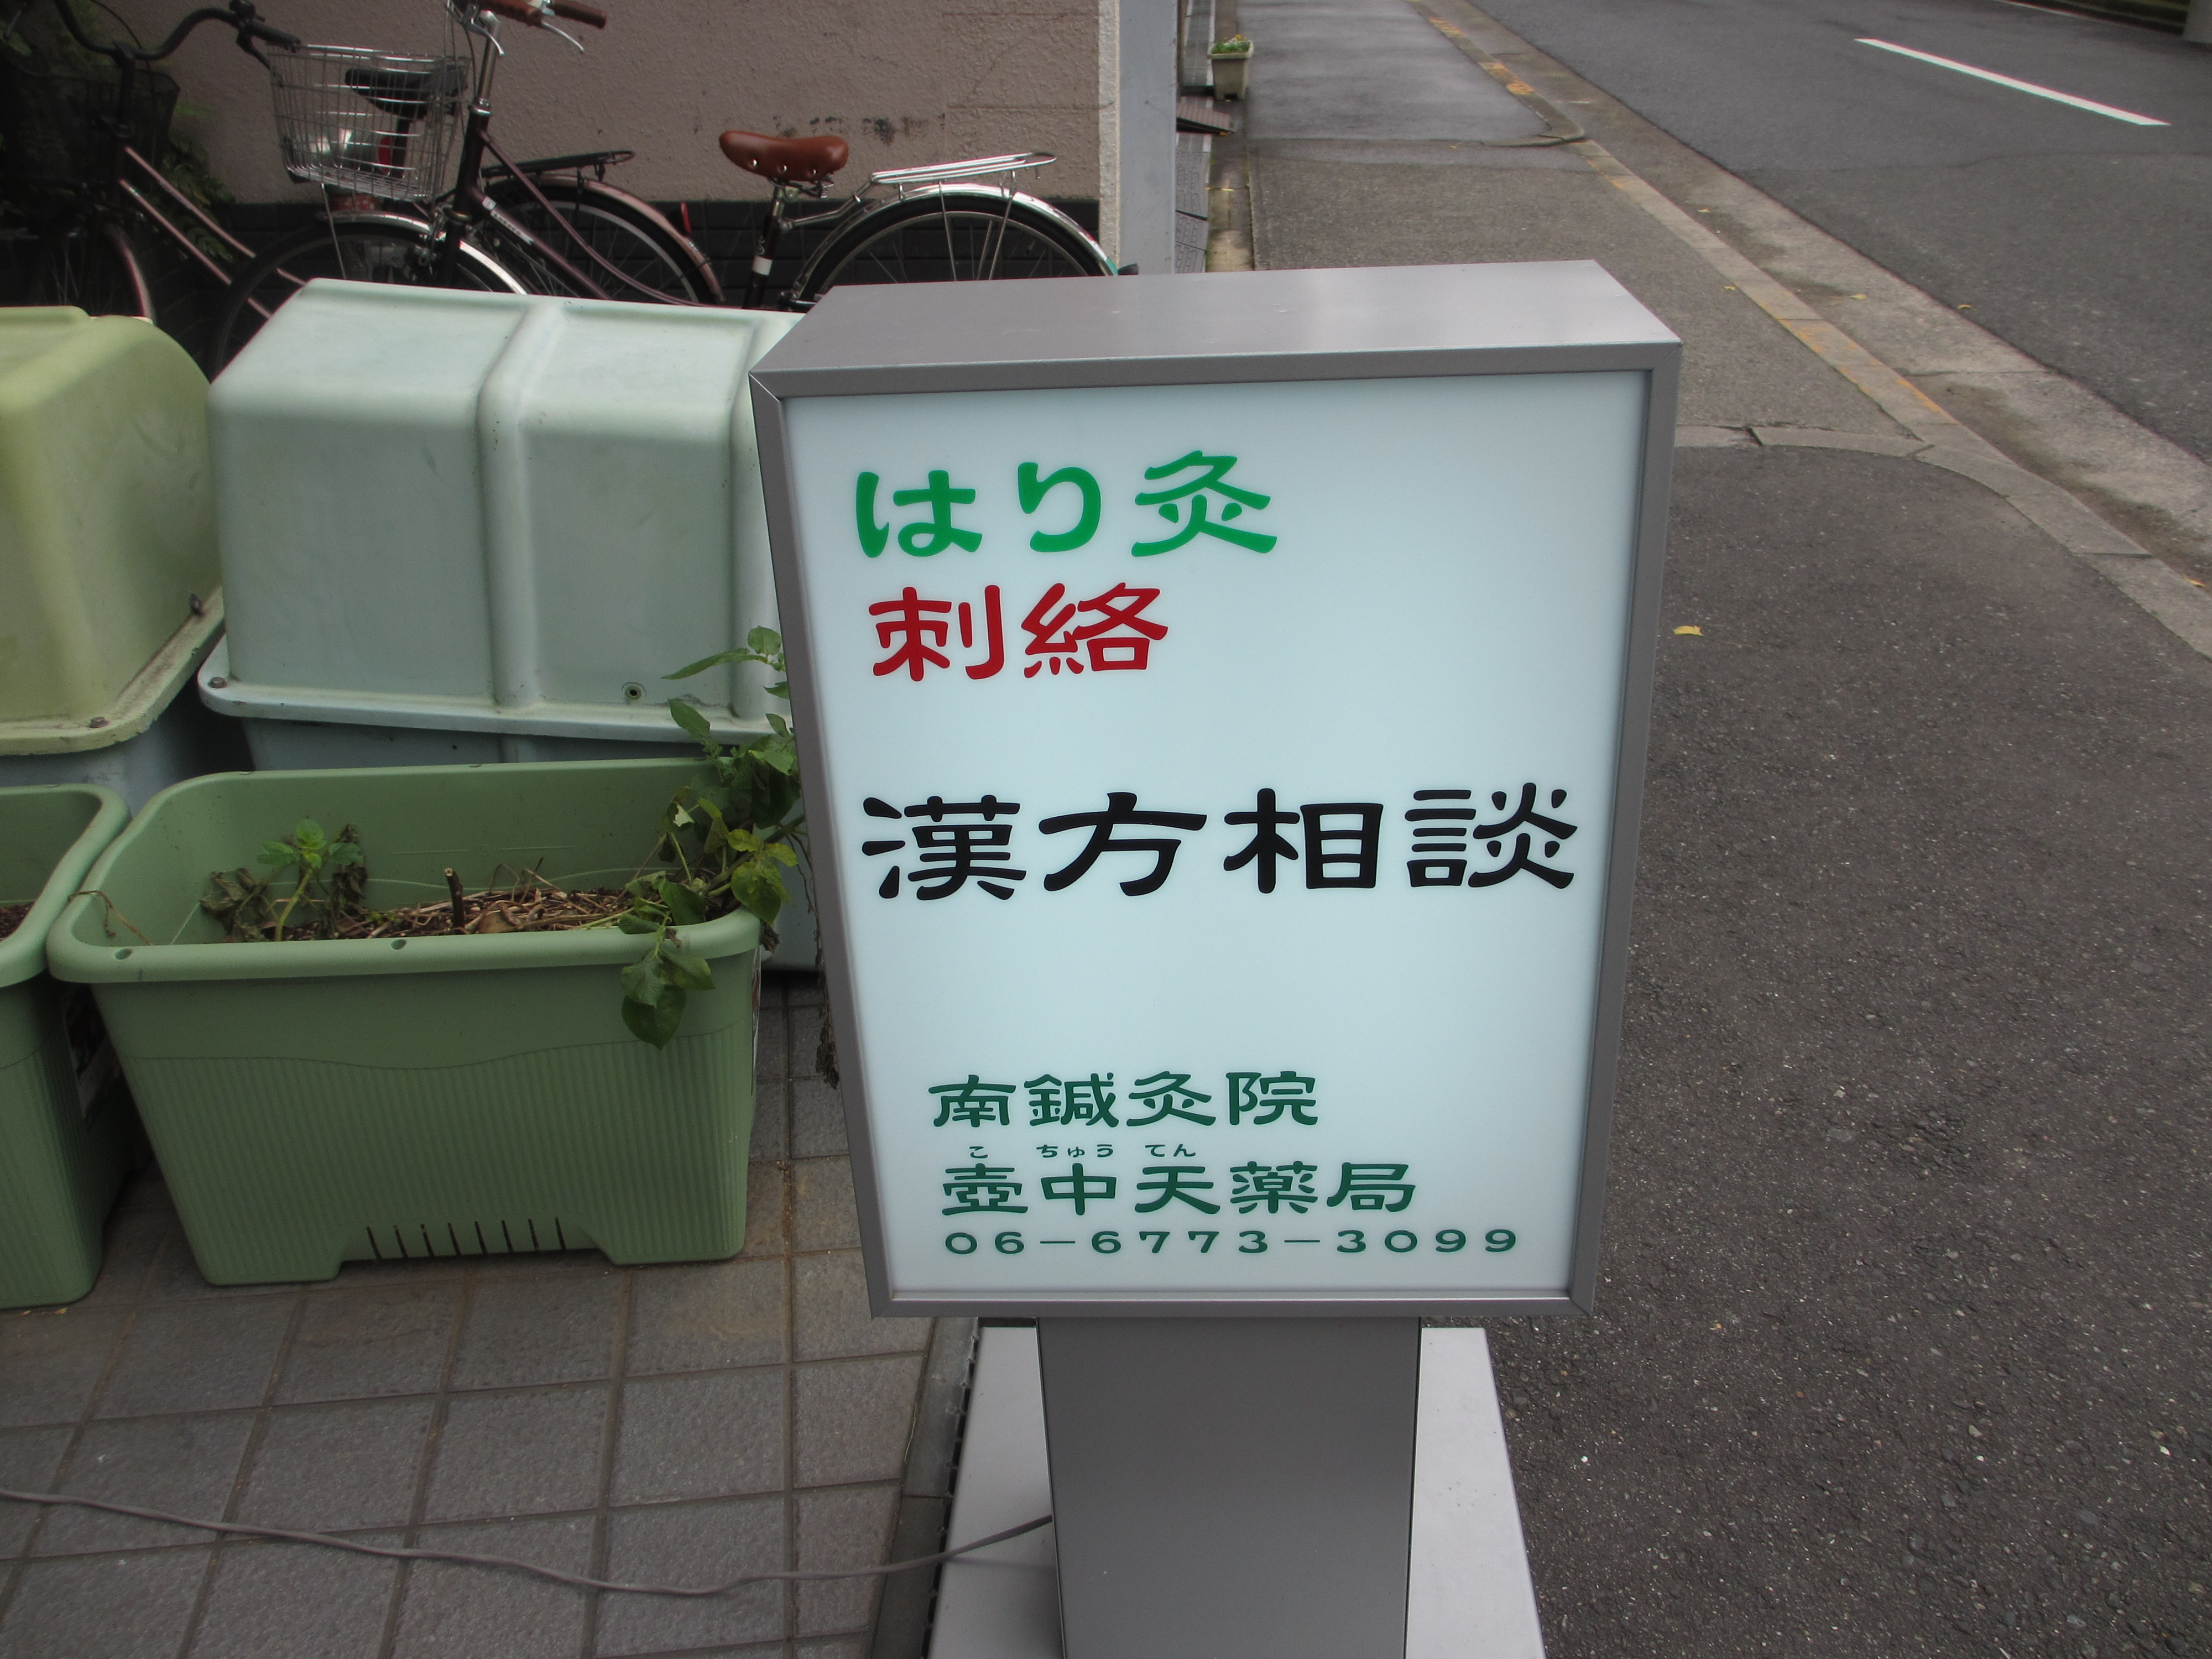 はり灸
刺絡
漢方相談
南鍼灸院
こ ちゅう てん
壺中天薬局
06-6773-3099